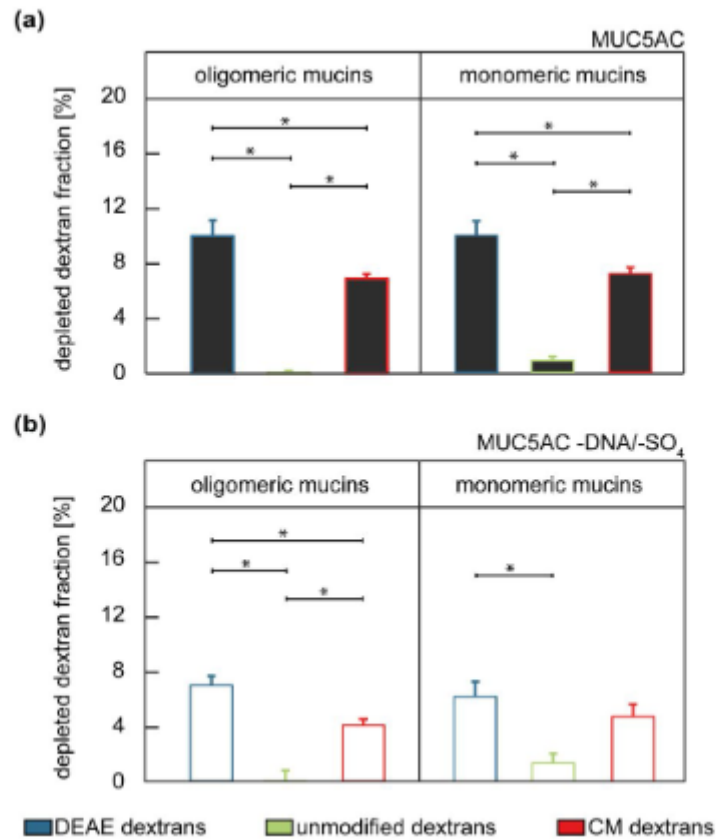 (a)
MUC5AC
oligomeric mucins monomeric mucins
depleted dextran fraction [%]
20
16
12
8
4
0
* * *
* * *
(b)
MUC5AC -DNA/-SO₄
oligomeric mucins monomeric mucins
depleted dextran fraction [%]
20
16
12
8
4
0
* * *
*
DEAE dextrans unmodified dextrans CM dextrans